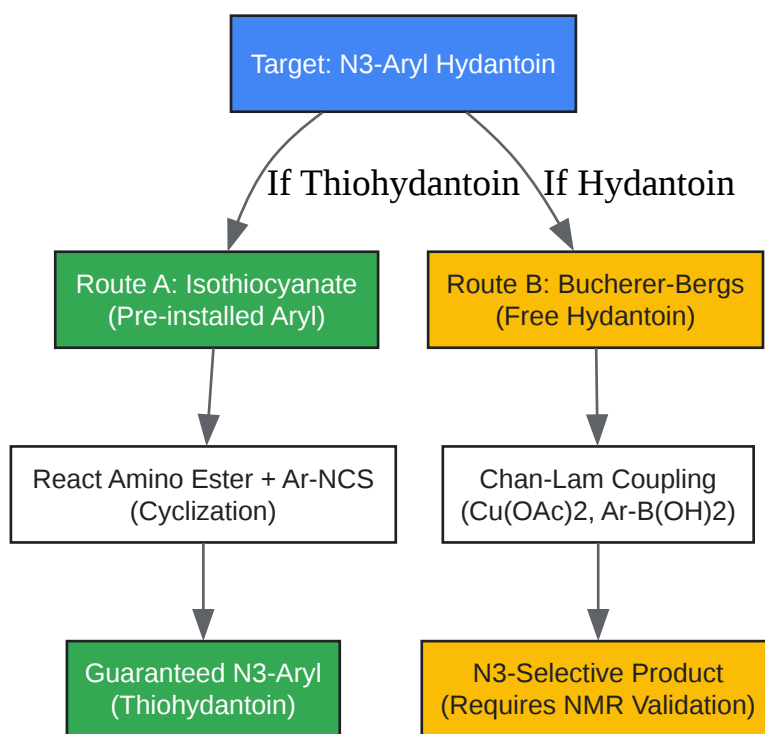 Target: N3-Aryl Hydantoin
If Thiohydantoin
If Hydantoin
Route A: Isothiocyanate
(Pre-installed Aryl)
Route B: Bucherer-Bergs
(Free Hydantoin)
React Amino Ester + Ar-NCS
(Cyclization)
Chan-Lam Coupling
(Cu(OAc)2, Ar-B(OH)2)
Guaranteed N3-Aryl
(Thiohydantoin)
N3-Selective Product
(Requires NMR Validation)